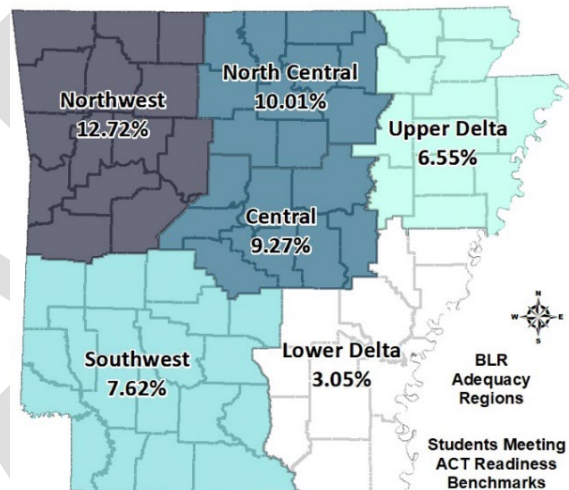 North Central
10.01%
Northwest
12.72%
Upper Delta
6.55%
Central
9.27%
Southwest
7.62%
Lower Delta
3.05%
N
W
E
S
BLR
Adequacy
Regions
Students Meeting
ACT Readiness
Benchmarks